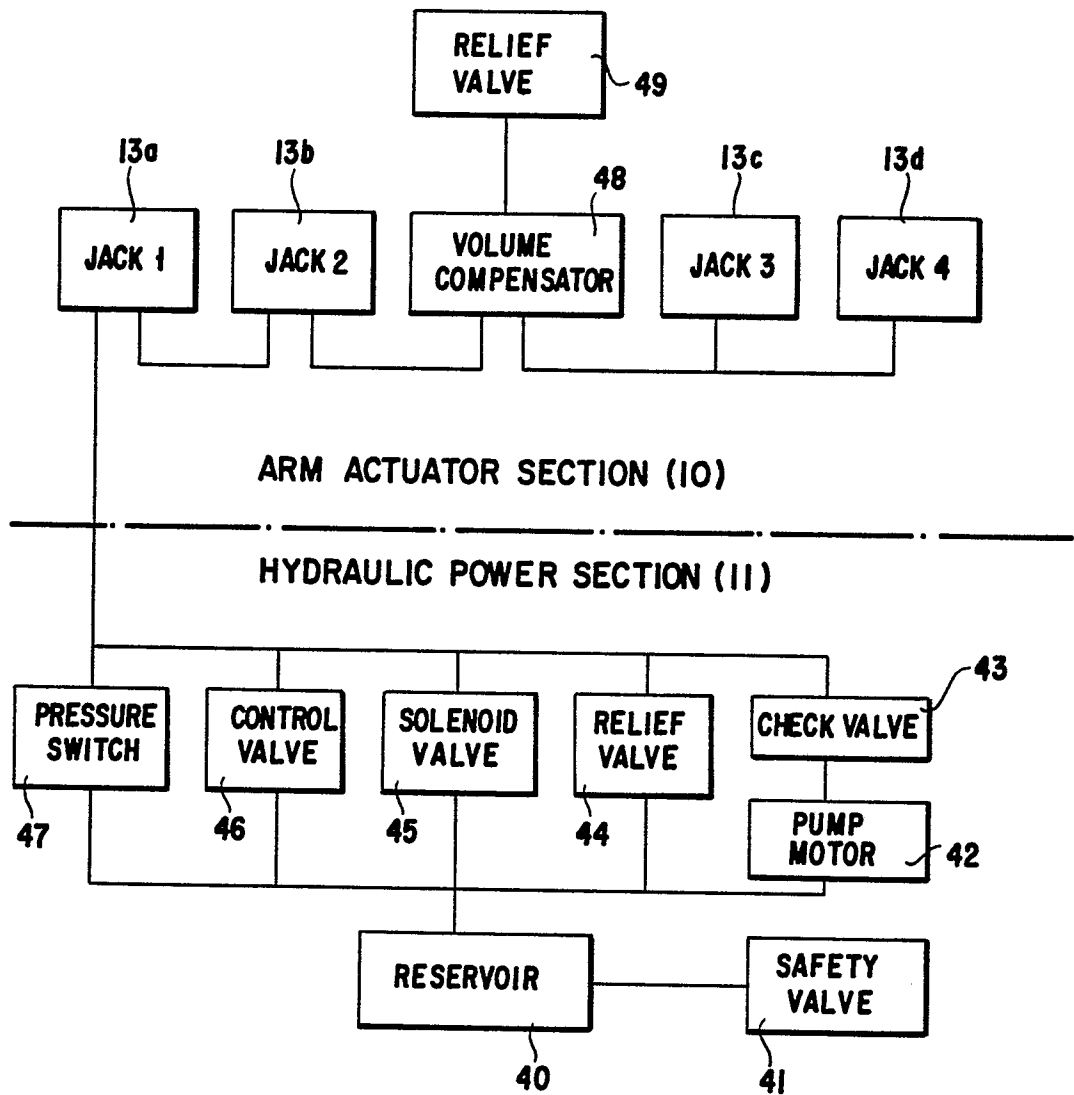 RELIEF
VALVE
49
13a
13b
48
13c
13d
JACK 1
JACK 2
VOLUME
COMPENSATOR
JACK 3
JACK 4
ARM ACTUATOR SECTION (10)
HYDRAULIC POWER SECTION (11)
43
PRESSURE
SWITCH
CONTROL
VALVE
SOLENOID
VALVE
RELIEF
VALVE
CHECK VALVE
47
46
45
44
PUMP
MOTOR
42
RESERVOIR
SAFETY
VALVE
40
41